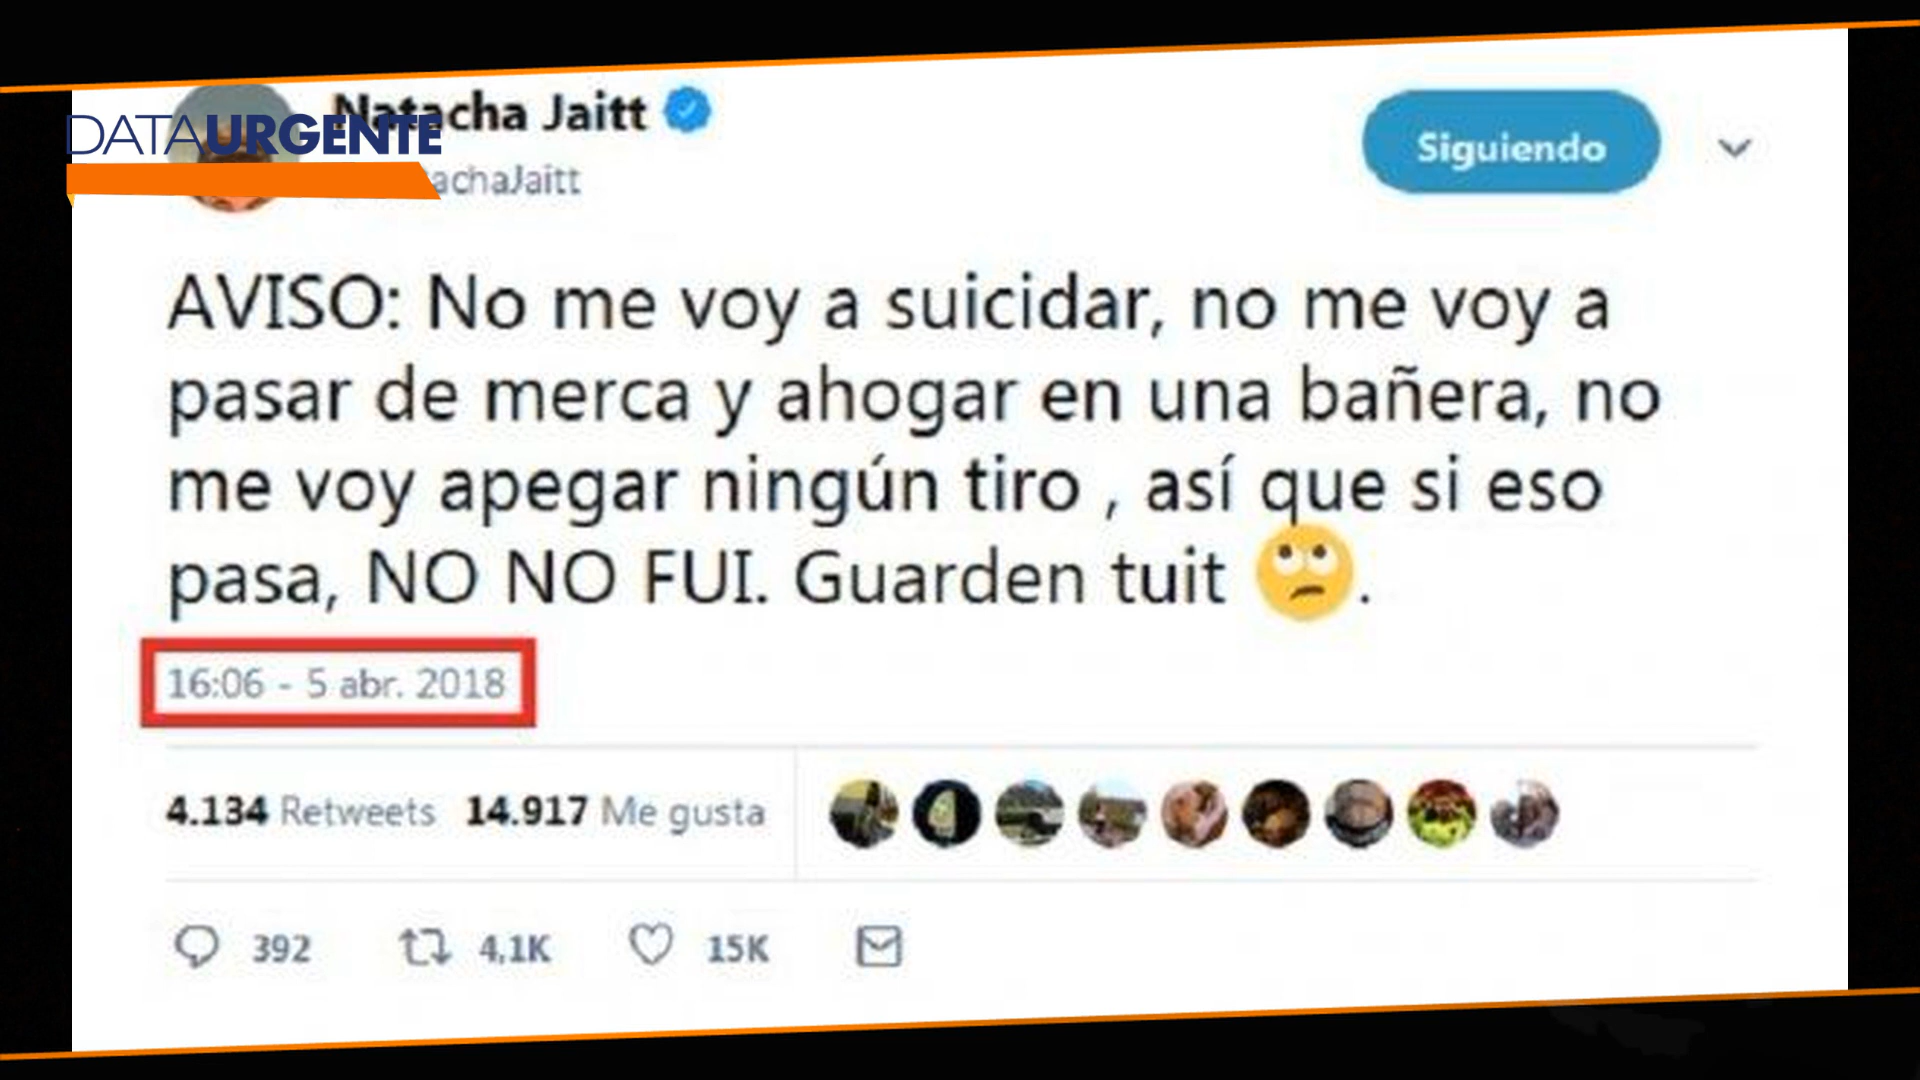 Natacha Jaitt
DATAURGENTE
achaJaitt
Siguiendo
AVISO: No me voy a suicidar, no me voy a
pasar de merca y ahogar en una bañera, no
me voy apegar ningún tiro , así que si eso
pasa, NO NO FUI. Guarden tuit 🙄.
16:06 - 5 abr. 2018
4.134 Retweets 14.917 Me gusta
392 4,1K 15K